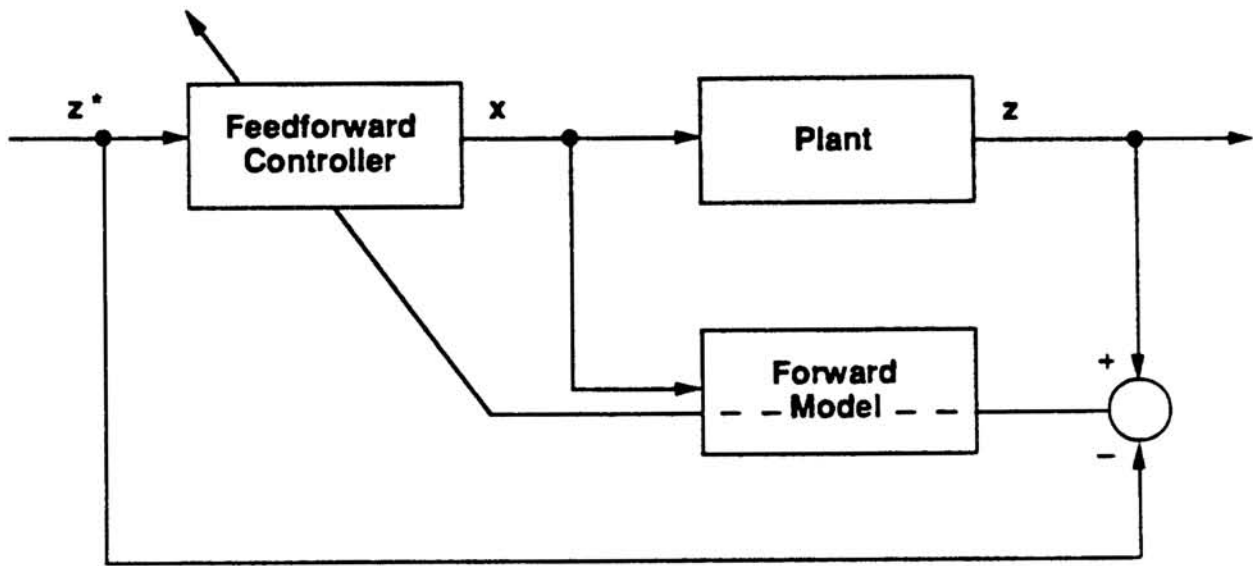 z*
Feedforward
Controller
x
Plant
z
Forward
Model
+
−